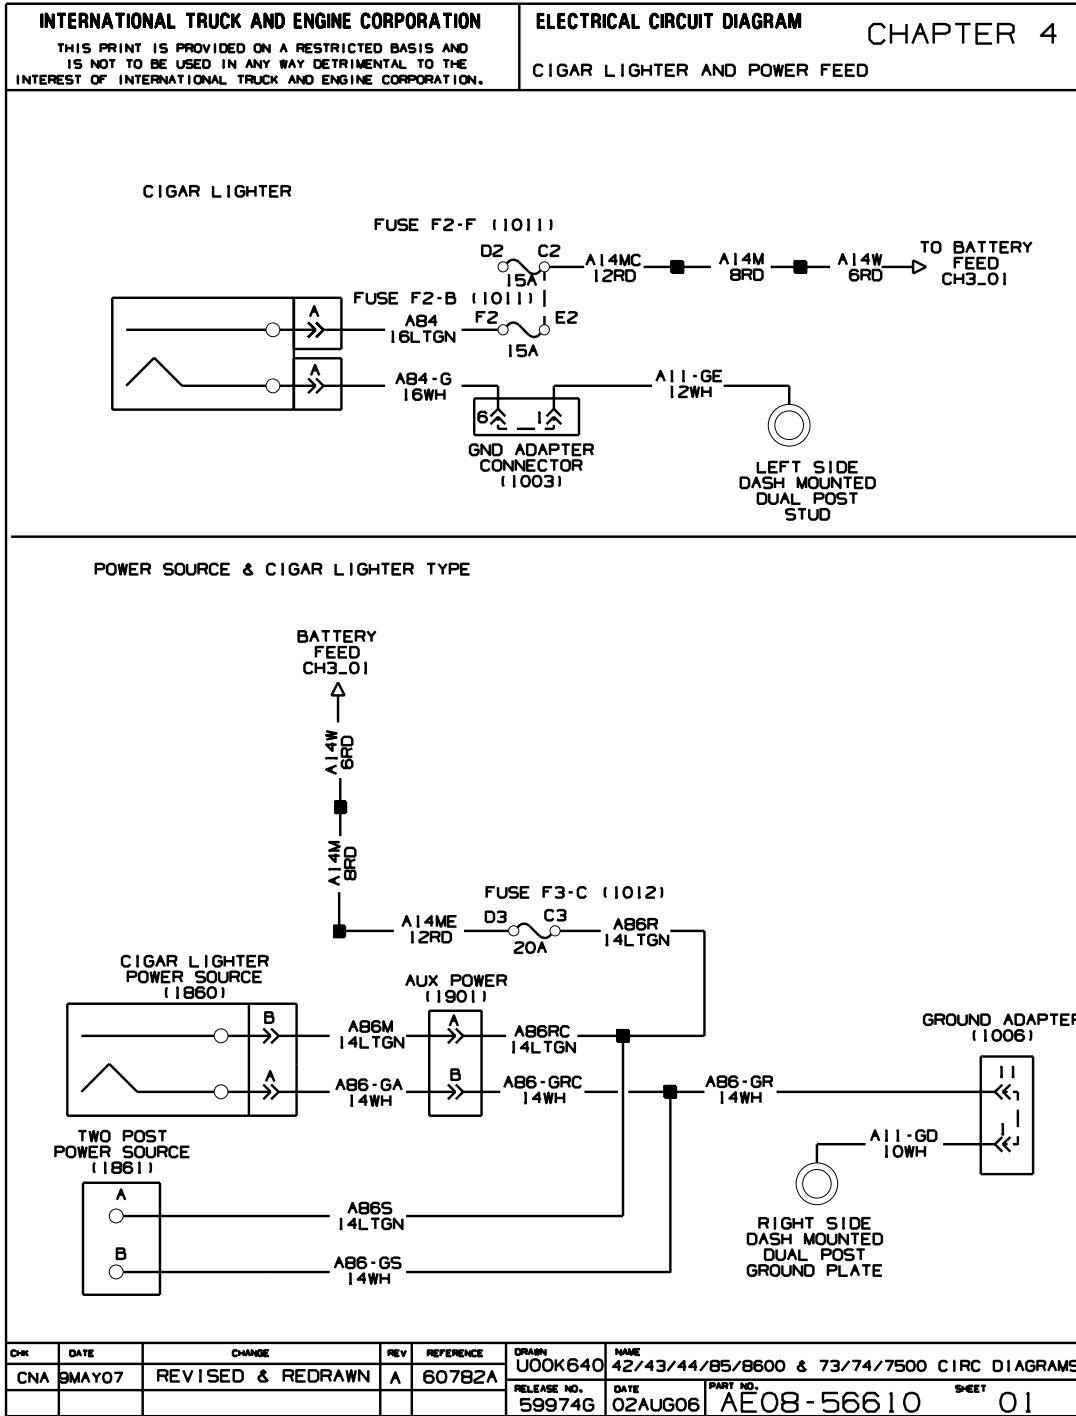 INTERNATIONAL TRUCK AND ENGINE CORPORATION
THIS PRINT IS PROVIDED ON A RESTRICTED BASIS AND
IS NOT TO BE USED IN ANY WAY DETRIMENTAL TO THE
INTEREST OF INTERNATIONAL TRUCK AND ENGINE CORPORATION.
ELECTRICAL CIRCUIT DIAGRAM
CHAPTER 4
CIGAR LIGHTER AND POWER FEED
CIGAR LIGHTER
FUSE F2-F (1011)
D2
C2
15A
A14MC
12RD
A14M
8RD
A14W
6RD
TO BATTERY
FEED
CH3_01
FUSE F2-B (1011)
A
A84
16LTGN
F2
E2
15A
A
A84-G
16WH
A11-GE
12WH
6
1
GND ADAPTER
CONNECTOR
(1003)
LEFT SIDE
DASH MOUNTED
DUAL POST
STUD
POWER SOURCE & CIGAR LIGHTER TYPE
BATTERY
FEED
CH3_01
A14W
6RD
A14M
8RD
FUSE F3-C (1012)
A14ME
12RD
D3
C3
20A
A86R
14LTGN
CIGAR LIGHTER
POWER SOURCE
(1860)
AUX POWER
(1901)
B
A86M
14LTGN
A
A86RC
14LTGN
A
A86-GA
14WH
B
A86-GRC
14WH
A86-GR
14WH
GROUND ADAPTER
(1006)
11
1
A11-GD
10WH
TWO POST
POWER SOURCE
(1861)
A
A86S
14LTGN
B
A86-GS
14WH
RIGHT SIDE
DASH MOUNTED
DUAL POST
GROUND PLATE
CHK DATE CHANGE REV REFERENCE
CNA 9MAY07 REVISED & REDRAWN A 60782A
DRAWN
U00K640
NAME
42/43/44/85/8600 & 73/74/7500 CIRC DIAGRAMS
RELEASE NO.
59974G
DATE
02AUG06
PART NO.
AE08-56610
SHEET
01